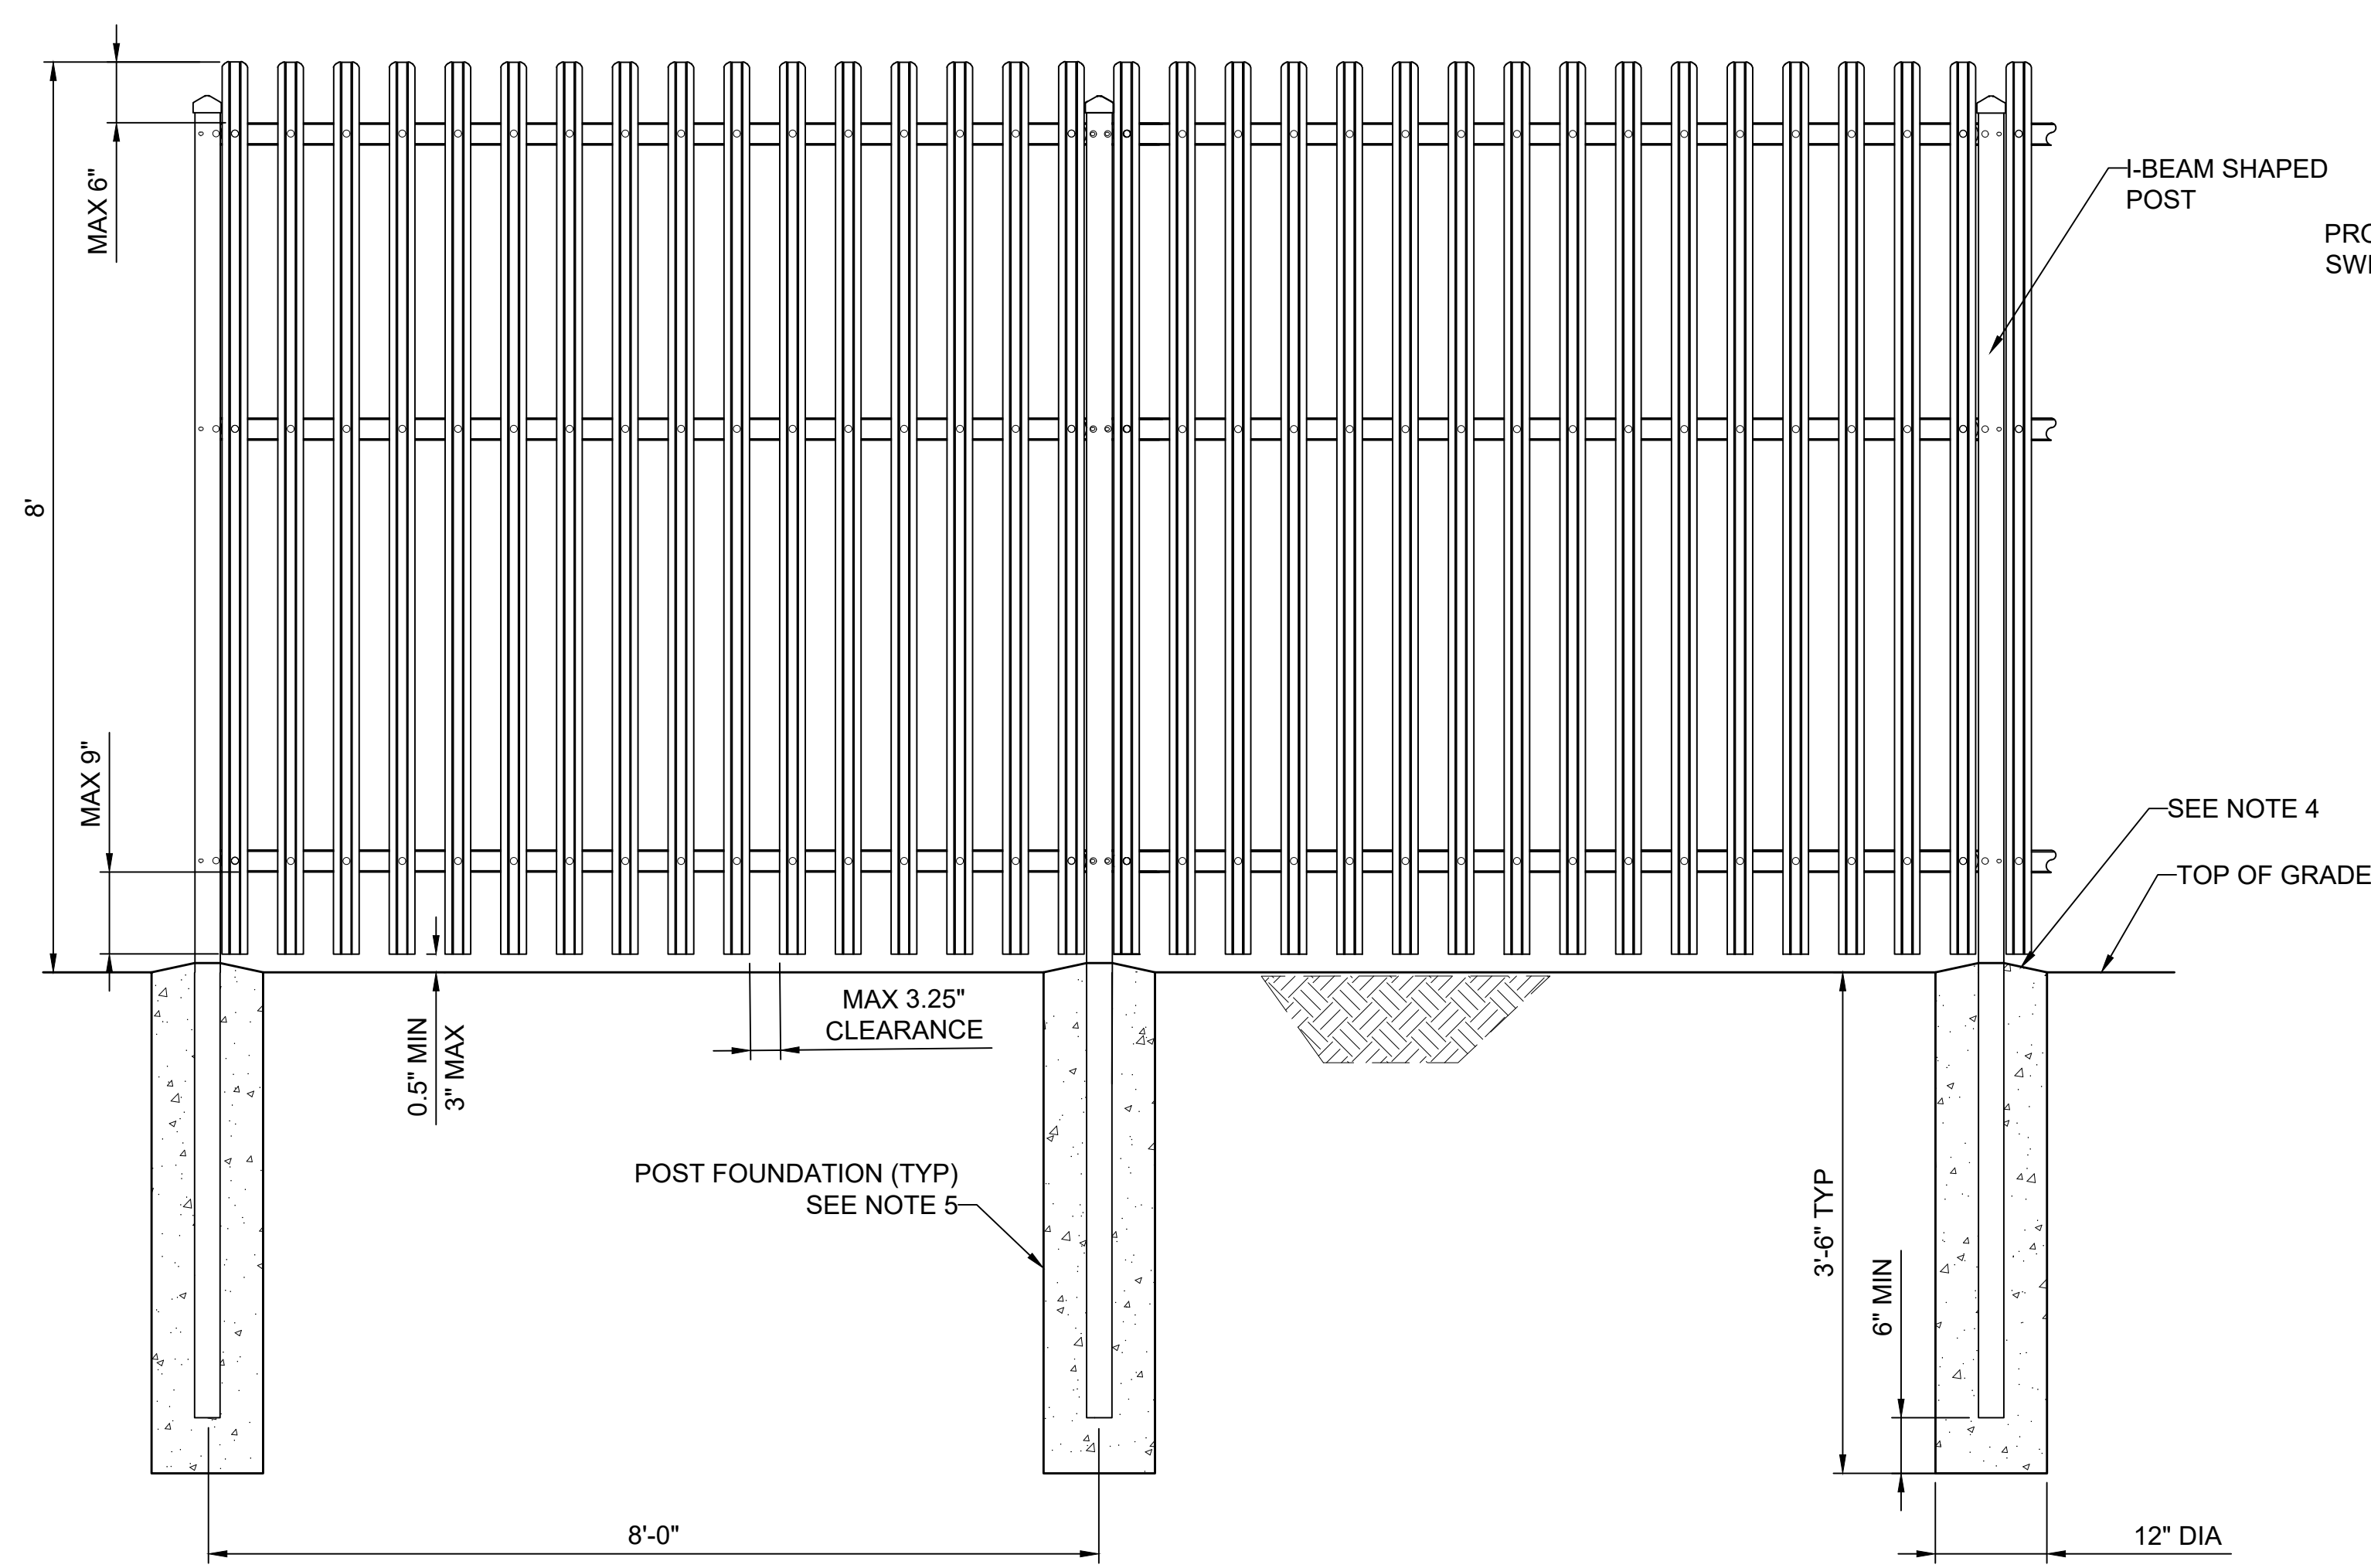 MAX 6"
I-BEAM SHAPED
POST
8'
MAX 9"
SEE NOTE 4
TOP OF GRADE
MAX 3.25"
CLEARANCE
0.5" MIN
3" MAX
POST FOUNDATION (TYP)
SEE NOTE 5
3'-6" TYP
6" MIN
8'-0"
12" DIA